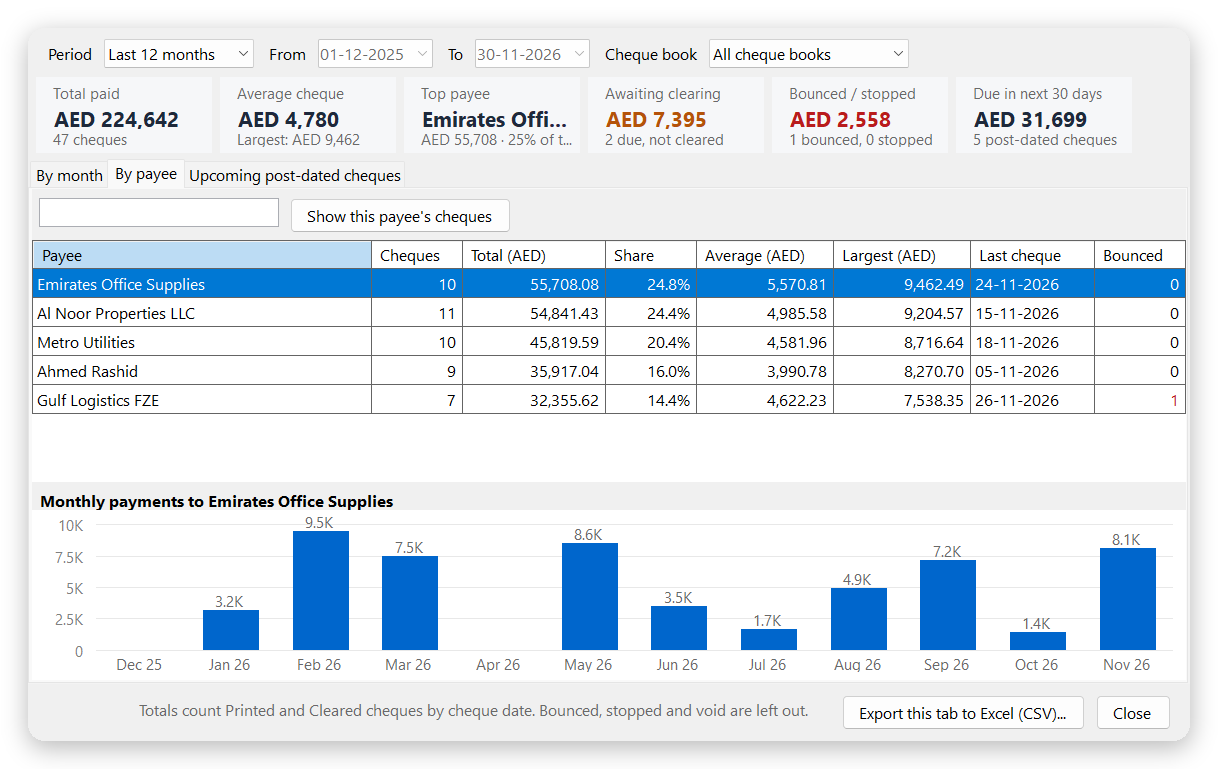 Period Last 12 months From 01-12-2025 To 30-11-2026 Cheque book All cheque books
Total paid Average cheque Top payee Awaiting clearing Bounced / stopped Due in next 30 days
AED 224,642 AED 4,780 Emirates Offi... AED 7,395 AED 2,558 AED 31,699
47 cheques Largest: AED 9,462 AED 55,708 · 25% of t... 2 due, not cleared 1 bounced, 0 stopped 5 post-dated cheques
By month By payee Upcoming post-dated cheques
Show this payee's cheques
Payee Cheques Total (AED) Share Average (AED) Largest (AED) Last cheque Bounced
Emirates Office Supplies 10 55,708.08 24.8% 5,570.81 9,462.49 24-11-2026 0
Al Noor Properties LLC 11 54,841.43 24.4% 4,985.58 9,204.57 15-11-2026 0
Metro Utilities 10 45,819.59 20.4% 4,581.96 8,716.64 18-11-2026 0
Ahmed Rashid 9 35,917.04 16.0% 3,990.78 8,270.70 05-11-2026 0
Gulf Logistics FZE 7 32,355.62 14.4% 4,622.23 7,538.35 26-11-2026 1
Monthly payments to Emirates Office Supplies
10K 9.5K
8.6K
8.1K
7.5K 7.5K 7.2K
5K 4.9K
3.2K 3.5K
2.5K 1.7K 1.4K
0
Dec 25 Jan 26 Feb 26 Mar 26 Apr 26 May 26 Jun 26 Jul 26 Aug 26 Sep 26 Oct 26 Nov 26
Totals count Printed and Cleared cheques by cheque date. Bounced, stopped and void are left out. Export this tab to Excel (CSV)... Close